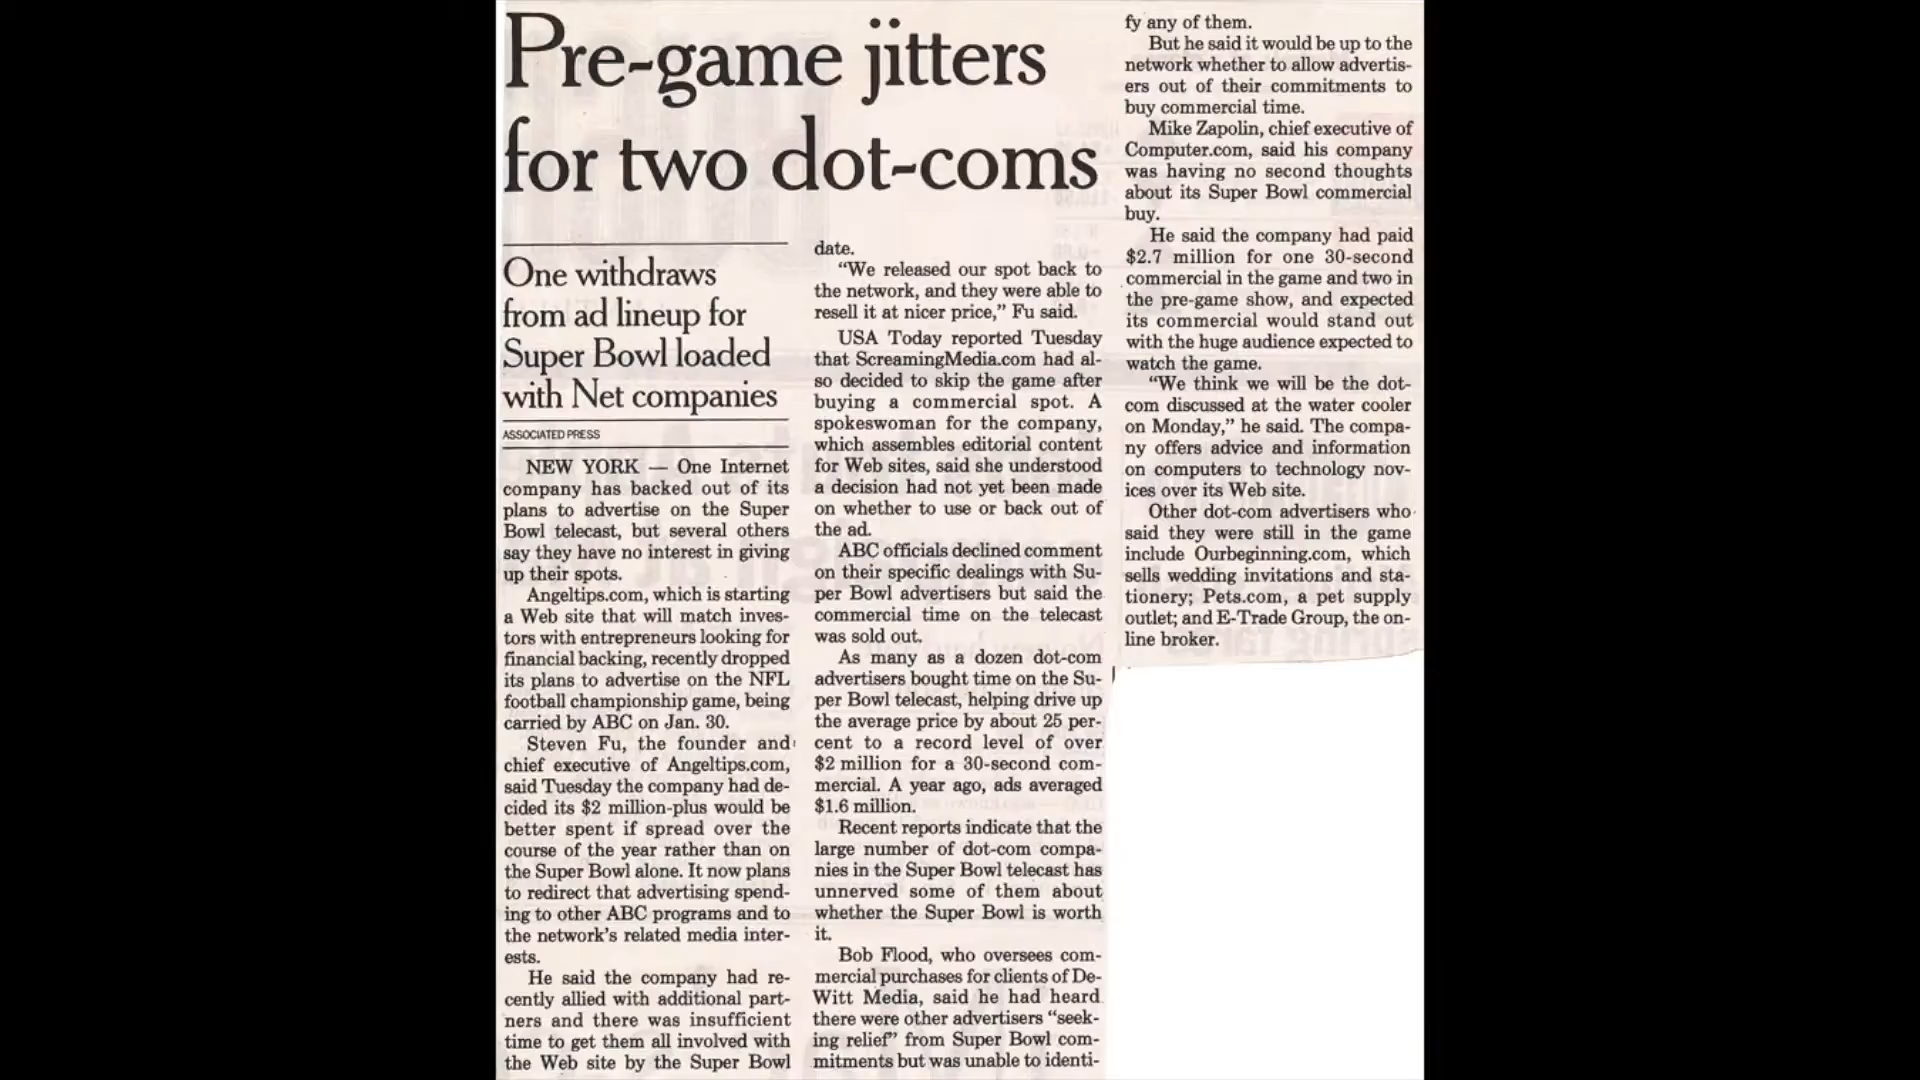 Pre-game jitters
for two dot-coms
One withdraws
from ad lineup for
Super Bowl loaded
with Net companies
ASSOCIATED PRESS
NEW YORK — One Internet
company has backed out of its
plans to advertise on the Super
Bowl telecast, but several others
say they have no interest in giving
up their spots.
Angeltips.com, which is starting
a Web site that will match inves-
tors with entrepreneurs looking for
financial backing, recently dropped
its plans to advertise on the NFL
football championship game, being
carried by ABC on Jan. 30.
Steven Fu, the founder and
chief executive of Angeltips.com,
said Tuesday the company had de-
cided its $2 million-plus would be
better spent if spread over the
course of the year rather than on
the Super Bowl alone. It now plans
to redirect that advertising spend-
ing to other ABC programs and to
the network's related media inter-
ests.
He said the company had re-
cently allied with additional part-
ners and there was insufficient
time to get them all involved with
the Web site by the Super Bowl
date.
“We released our spot back to
the network, and they were able to
resell it at nicer price,” Fu said.
USA Today reported Tuesday
that ScreamingMedia.com had al-
so decided to skip the game after
buying a commercial spot. A
spokeswoman for the company,
which assembles editorial content
for Web sites, said she understood
a decision had not yet been made
on whether to use or back out of
the ad.
ABC officials declined comment
on their specific dealings with Su-
per Bowl advertisers but said the
commercial time on the telecast
was sold out.
As many as a dozen dot-com
advertisers bought time on the Su-
per Bowl telecast, helping drive up
the average price by about 25 per-
cent to a record level of over
$2 million for a 30-second com-
mercial. A year ago, ads averaged
$1.6 million.
Recent reports indicate that the
large number of dot-com compa-
nies in the Super Bowl telecast has
unnerved some of them about
whether the Super Bowl is worth
it.
Bob Flood, who oversees com-
mercial purchases for clients of De-
Witt Media, said he had heard
there were other advertisers “seek-
ing relief” from Super Bowl com-
mitments but was unable to identi-
fy any of them.
But he said it would be up to the
network whether to allow advertis-
ers out of their commitments to
buy commercial time.
Mike Zapolin, chief executive of
Computer.com, said his company
was having no second thoughts
about its Super Bowl commercial
buy.
He said the company had paid
$2.7 million for one 30-second
commercial in the game and two in
the pre-game show, and expected
its commercial would stand out
with the huge audience expected to
watch the game.
“We think we will be the dot-
com discussed at the water cooler
on Monday,” he said. The compa-
ny offers advice and information
on computers to technology nov-
ices over its Web site.
Other dot-com advertisers who
said they were still in the game
include Ourbeginning.com, which
sells wedding invitations and sta-
tionery; Pets.com, a pet supply
outlet; and E-Trade Group, the on-
line broker.